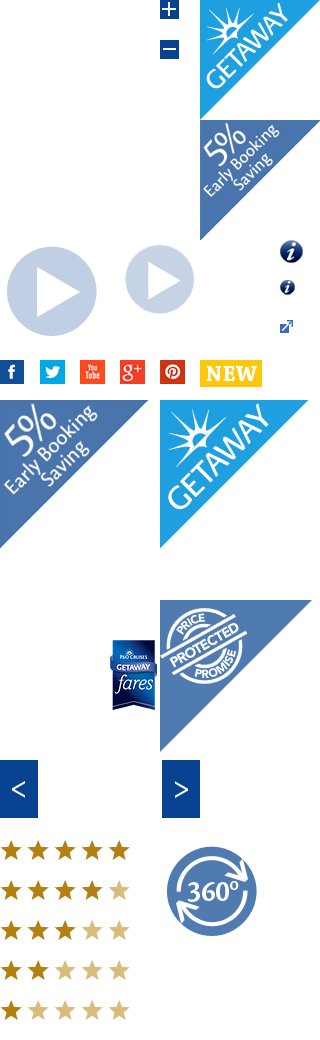 GETAWAY
5%
Early Booking
Saving
i
i
f
You
Tube
g+
NEW
5%
Early Booking
Saving
GETAWAY
P&O CRUISES
GETAWAY
fares
PRICE
PROTECTED
PROMISE
< >
360°